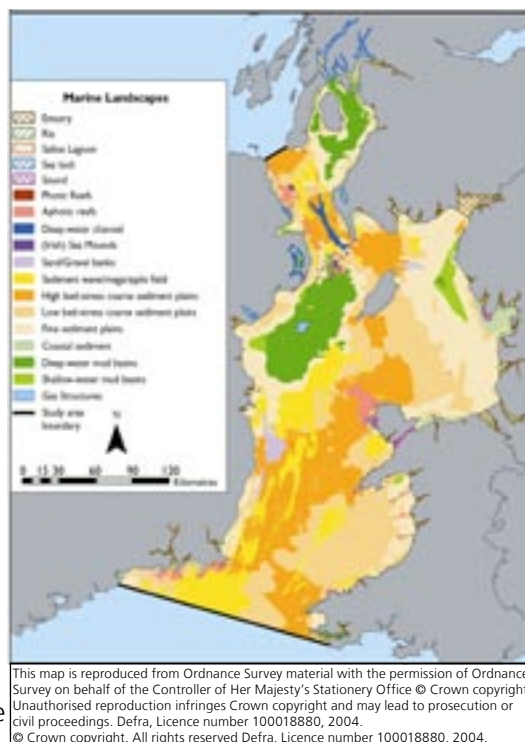 Marine Landscapes
Estuary
Ria
Saline Lagoon
Sea loch
Sound
Photic Reefs
Aphotic reefs
Deep-water channel
(Irish) Sea Mounds
Sand/Gravel banks
Sediment wave/megaripple field
High bed-stress coarse sediment plains
Low bed-stress coarse sediment plains
Fine sediment plains
Coastal sediment
Deep-water mud basins
Shallow-water mud basins
Gas Structures
Study area
boundary
N
0 15 30 60 90 120
Kilometres
This map is reproduced from Ordnance Survey material with the permission of Ordnance
Survey on behalf of the Controller of Her Majesty's Stationery Office © Crown copyright
Unauthorised reproduction infringes Crown copyright and may lead to prosecution or
civil proceedings. Defra, Licence number 100018880, 2004.
© Crown copyright. All rights reserved Defra, Licence number 100018880, 2004.